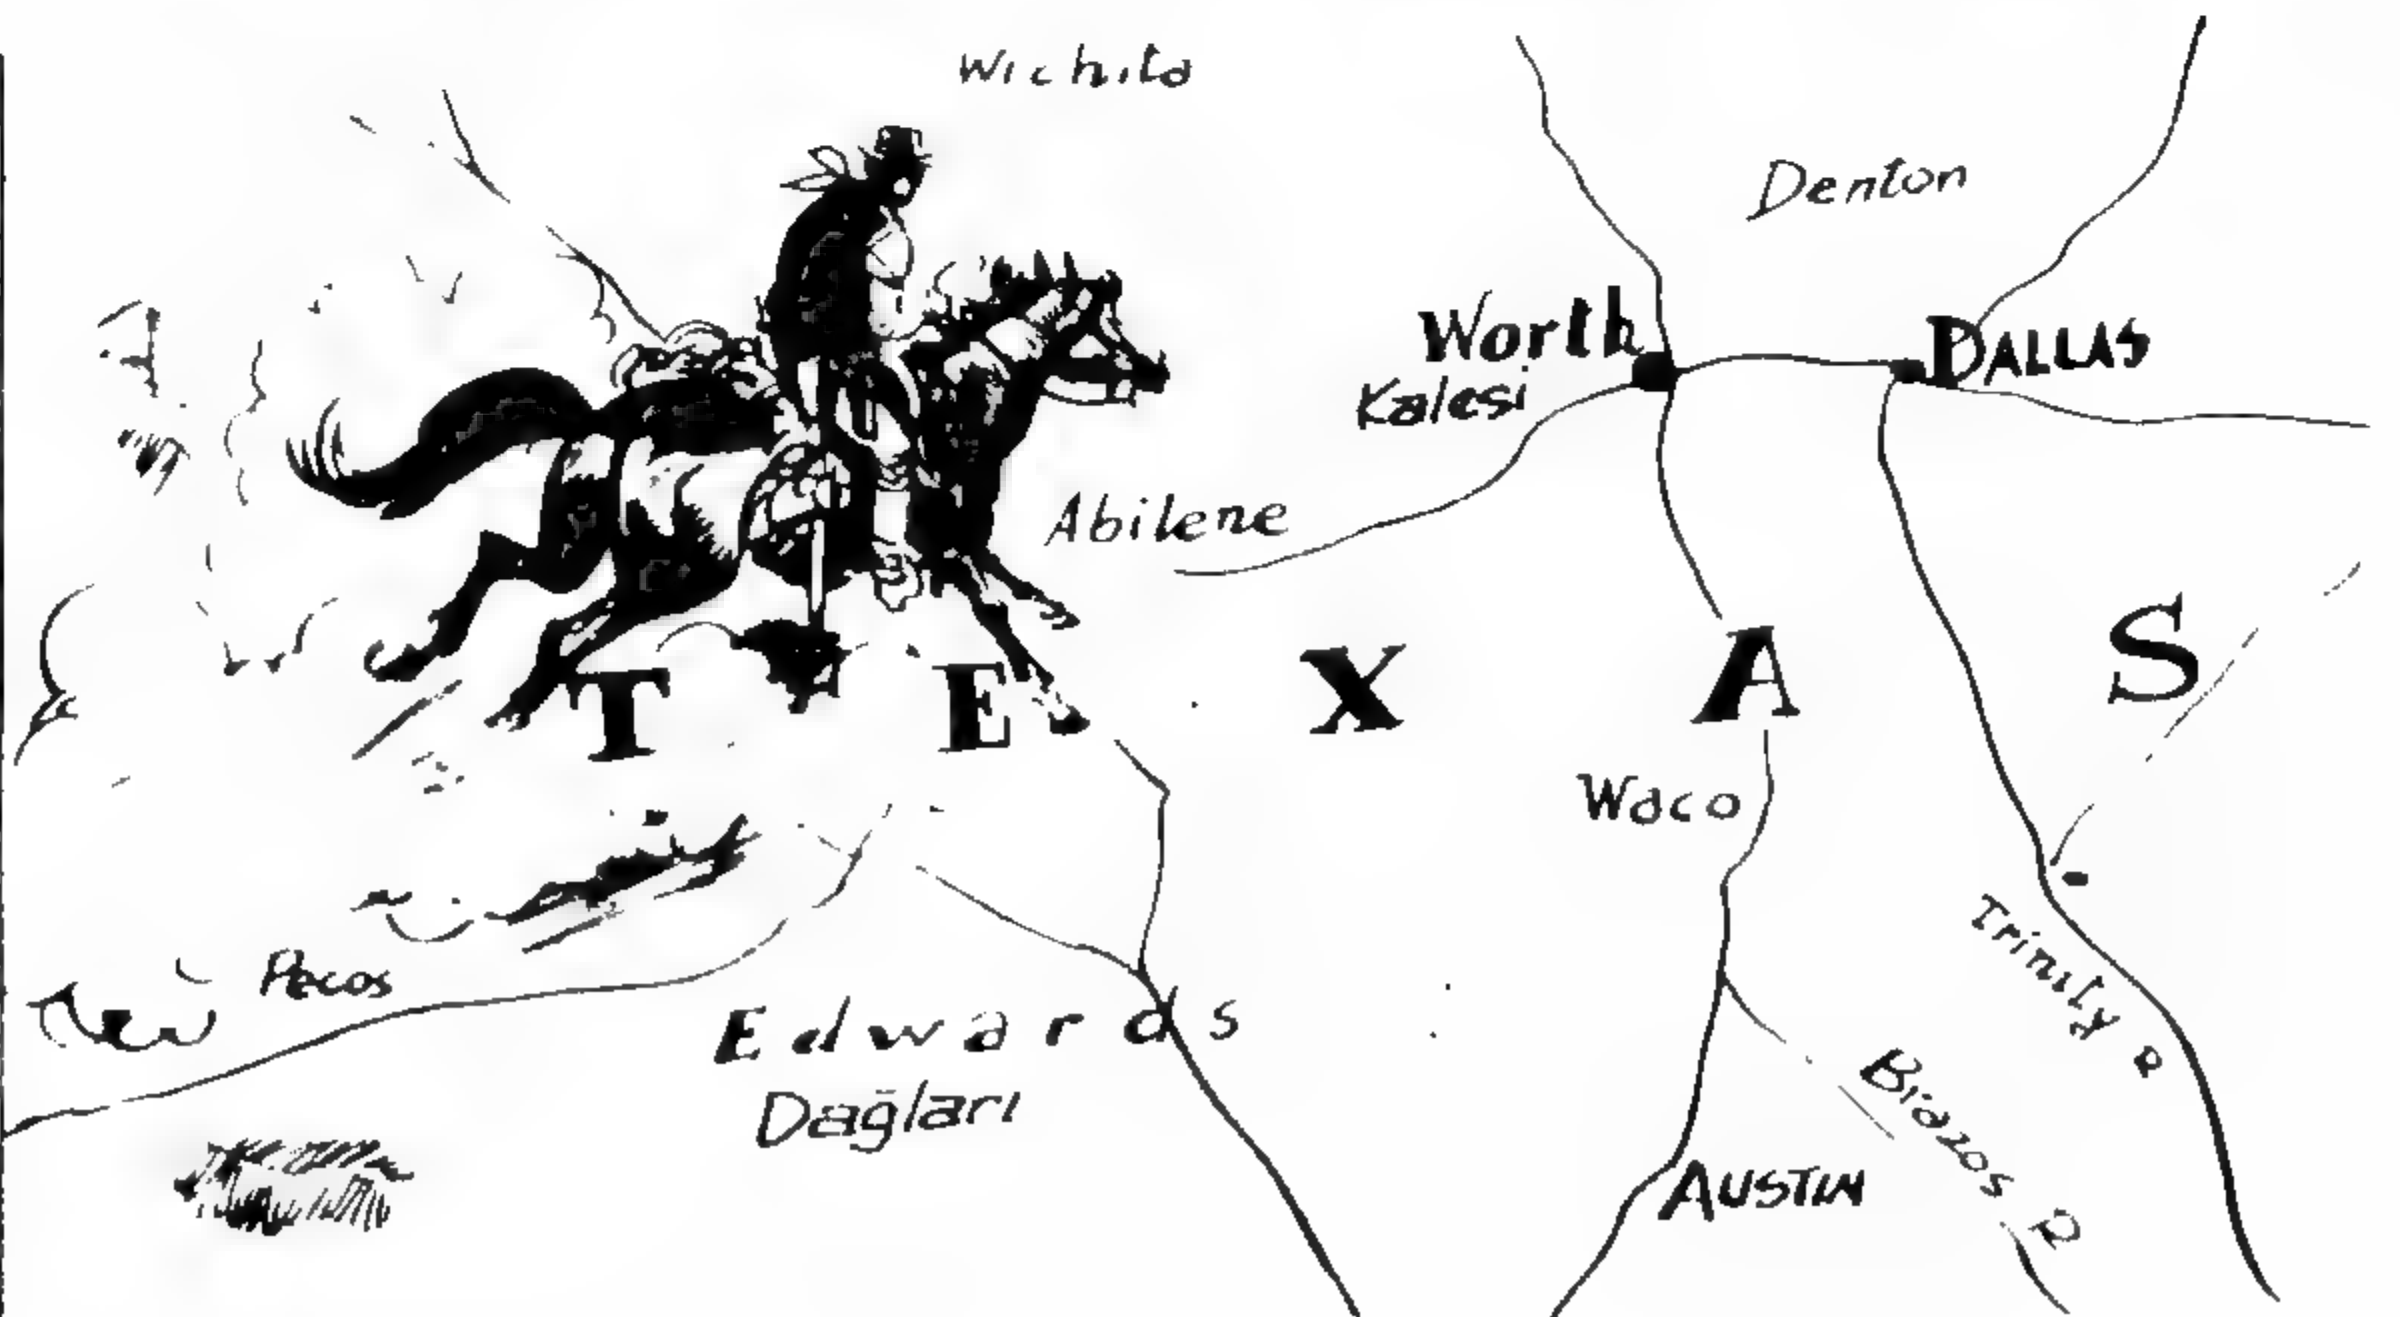 Wichita
Denton
Worth
Kalesi
DALLAS
Abilene
T E X A S
Waco
Trinity R
Pecos
Edwards
Dağları
Brazos R
AUSTIN